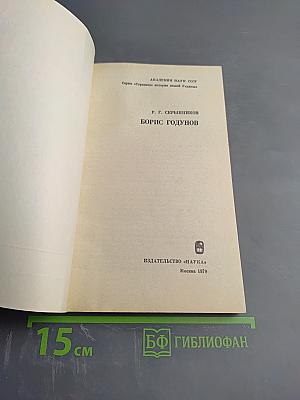 АКАДЕМИЯ НАУК СССР
Серия «Страницы истории нашей Родины»
Р. Г. СКРЫННИКОВ
БОРИС ГОДУНОВ
ИЗДАТЕЛЬСТВО «НАУКА»
Москва 1979
15 см
БФ ГИБЛИОФАН